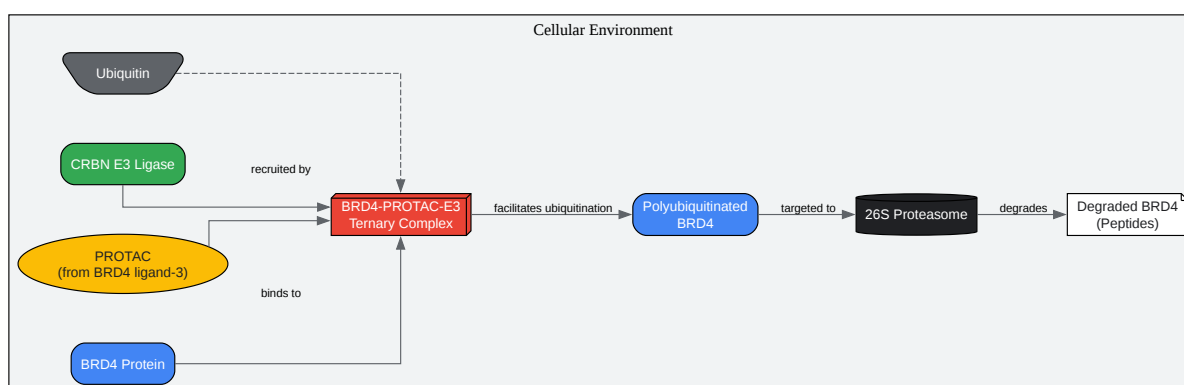 Cellular Environment
Ubiquitin
CRBN E3 Ligase
recruited by
BRD4-PROTAC-E3
Ternary Complex
facilitates ubiquitination
Polyubiquitinated
BRD4
targeted to
26S Proteasome
degrades
Degraded BRD4
(Peptides)
PROTAC
(from BRD4 ligand-3)
binds to
BRD4 Protein